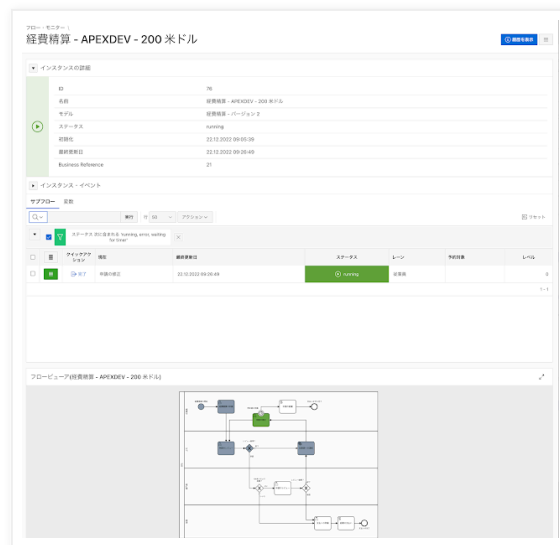 フロー・モニター
経費精算 - APEXDEV - 200 米ドル
履歴を表示
インスタンスの詳細
ID 76
名前 経費精算 - APEXDEV - 200 米ドル
モデル 経費精算 - バージョン 2
ステータス running
初期化 22.12.2022 09:05:39
最終更新日 22.12.2022 09:26:49
Business Reference 21
インスタンス・イベント
サブフロー 変数
実行 行 50 アクション リセット
ステータス 次に含まれる 'running, error, waiting
for timer'
クイックアクション 現在 最終更新日 ステータス レーン 予約対象 レベル
完了 申請の修正 22.12.2022 09:26:49 running 従業員 0
1 - 1
フロービューア(経費精算 - APEXDEV - 200 米ドル)